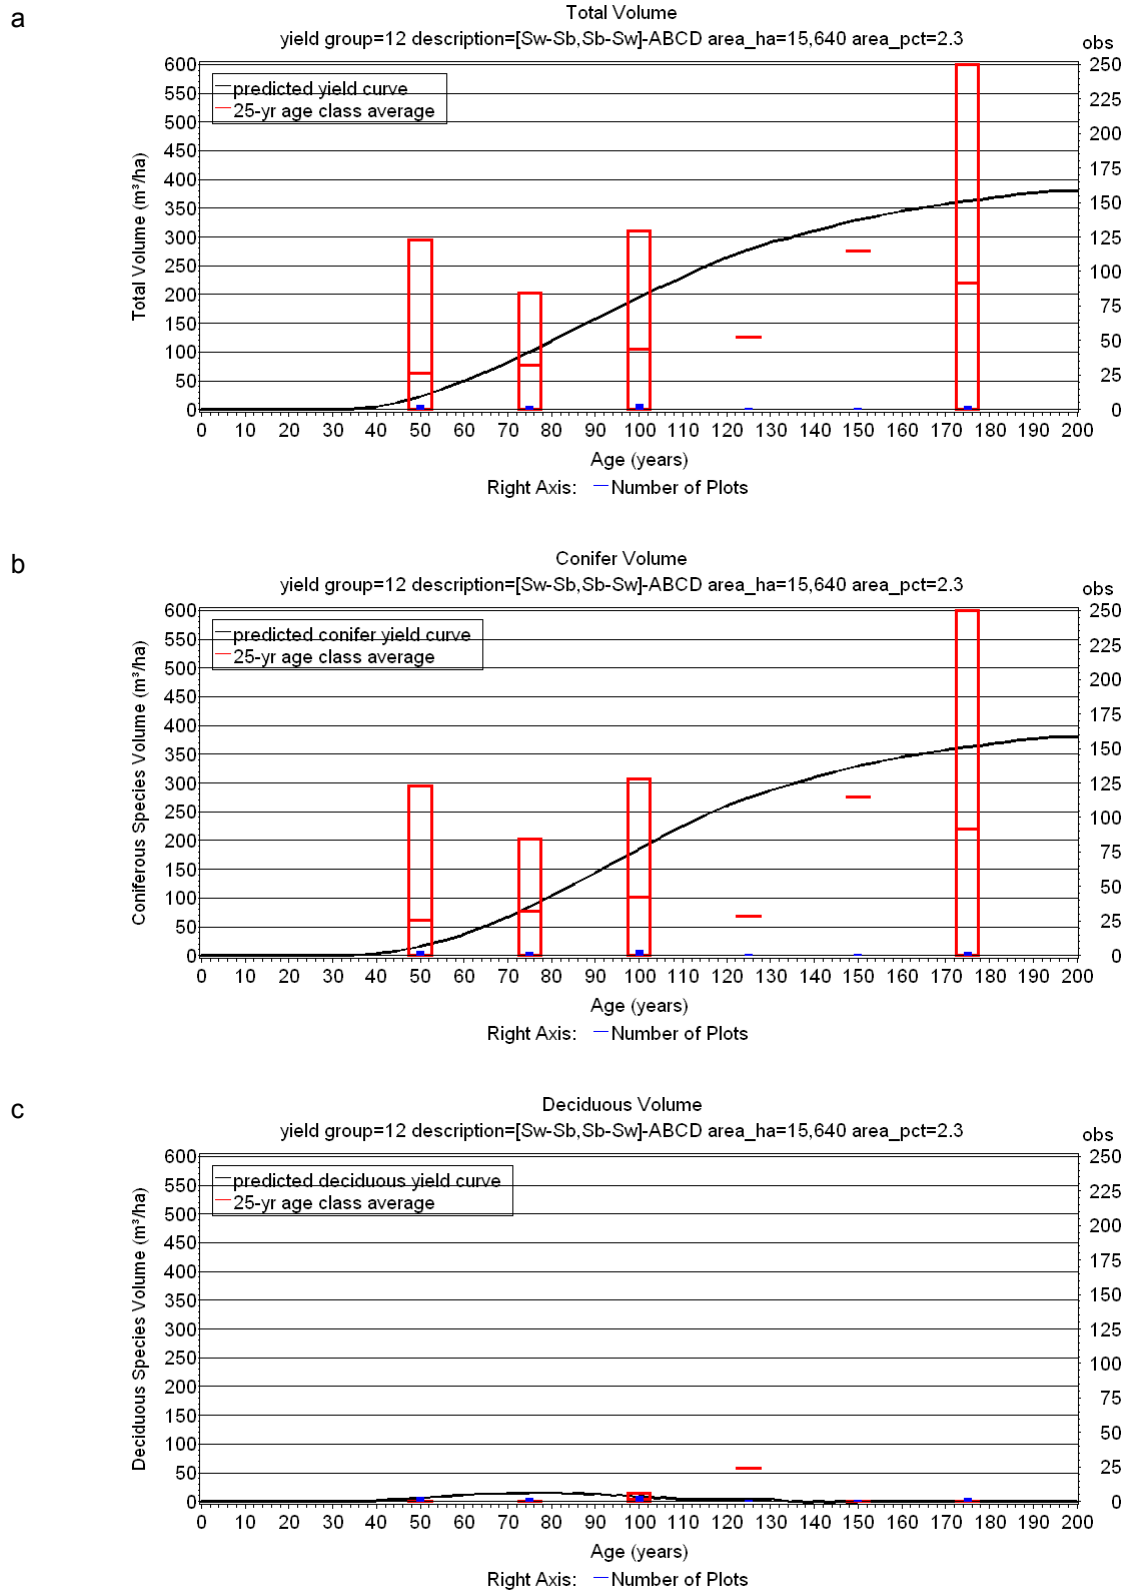 a
Total Volume
yield group=12 description=[Sw-Sb,Sb-Sw]-ABCD area_ha=15,640 area_pct=2.3
obs
predicted yield curve
25-yr age class average
Total Volume (m³/ha)
600
550
500
450
400
350
300
250
200
150
100
50
0
250
225
200
175
150
125
100
75
50
25
0
0 10 20 30 40 50 60 70 80 90 100 110 120 130 140 150 160 170 180 190 200
Age (years)
Right Axis: —Number of Plots
b
Conifer Volume
yield group=12 description=[Sw-Sb,Sb-Sw]-ABCD area_ha=15,640 area_pct=2.3
obs
predicted conifer yield curve
25-yr age class average
Coniferous Species Volume (m³/ha)
600
550
500
450
400
350
300
250
200
150
100
50
0
250
225
200
175
150
125
100
75
50
25
0
0 10 20 30 40 50 60 70 80 90 100 110 120 130 140 150 160 170 180 190 200
Age (years)
Right Axis: —Number of Plots
c
Deciduous Volume
yield group=12 description=[Sw-Sb,Sb-Sw]-ABCD area_ha=15,640 area_pct=2.3
obs
predicted deciduous yield curve
25-yr age class average
Deciduous Species Volume (m³/ha)
600
550
500
450
400
350
300
250
200
150
100
50
0
250
225
200
175
150
125
100
75
50
25
0
0 10 20 30 40 50 60 70 80 90 100 110 120 130 140 150 160 170 180 190 200
Age (years)
Right Axis: —Number of Plots